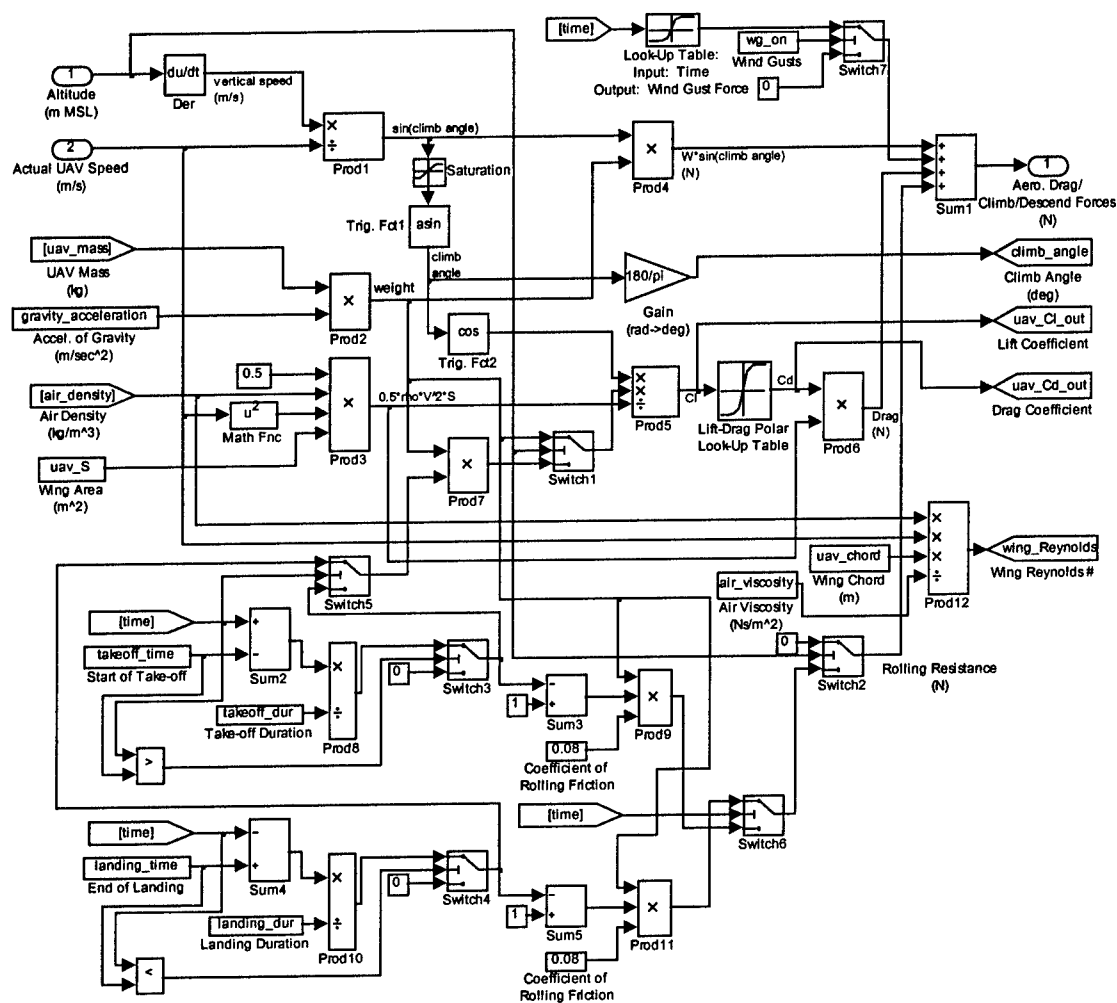 [time]
Look-Up Table:
Input: Time
Output: Wind Gust Force
wg_on
Wind Gusts
0
Switch7
1
Altitude
(m MSL)
du/dt
Der
vertical speed
(m/s)
2
Actual UAV Speed
(m/s)
×
÷
Prod1
sin(climb angle)
Saturation
Trig. Fct1
asin
climb
angle
×
Prod4
W*sin(climb angle)
(N)
+
+
+
+
Sum1
1
Aero. Drag/
Climb/Descend Forces
(N)
[uav_mass]
UAV Mass
(kg)
gravity_acceleration
Accel. of Gravity
(m/sec^2)
×
Prod2
weight
180/pi
Gain
(rad->deg)
climb_angle
Climb Angle
(deg)
cos
Trig. Fct2
uav_Cl_out
Lift Coefficient
0.5
[air_density]
Air Density
(kg/m^3)
u^2
Math Fnc
uav_S
Wing Area
(m^2)
×
Prod3
0.5*rho*V^2*S
×
×
÷
Prod5
Cl
Lift-Drag Polar
Look-Up Table
Cd
×
Prod6
Drag
(N)
uav_Cd_out
Drag Coefficient
×
Prod7
Switch1
×
×
×
÷
Prod12
uav_chord
Wing Chord
(m)
air_viscosity
Air Viscosity
(Ns/m^2)
wing_Reynolds
Wing Reynolds #
Switch5
[time]
takeoff_time
Start of Take-off
+
-
Sum2
takeoff_dur
Take-off Duration
×
÷
Prod8
>
0
Switch3
1
-
+
Sum3
0.08
Coefficient of
Rolling Friction
×
Prod9
0
Switch2
Rolling Resistance
(N)
[time]
Switch6
[time]
landing_time
End of Landing
-
+
Sum4
landing_dur
Landing Duration
×
÷
Prod10
<
0
Switch4
1
-
+
Sum5
0.08
Coefficient of
Rolling Friction
×
Prod11